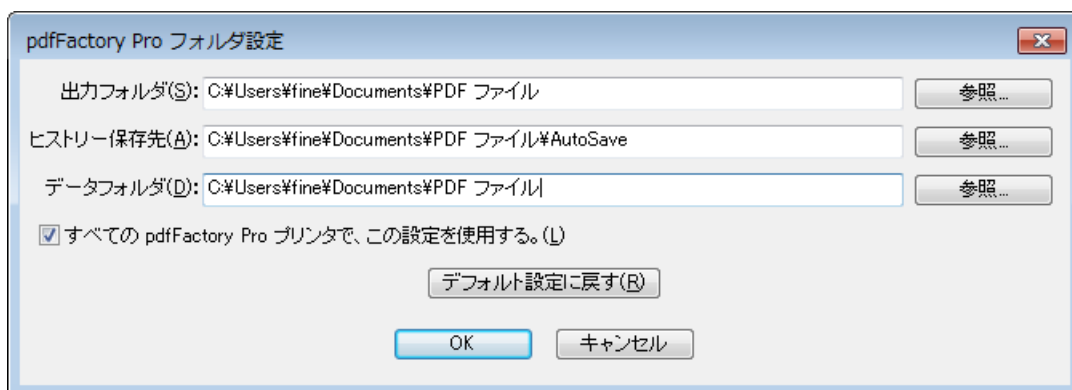 pdfFactory Pro フォルダ設定
出力フォルダ(S): C:¥Users¥fine¥Documents¥PDF ファイル 参照...
ヒストリー保存先(A): C:¥Users¥fine¥Documents¥PDF ファイル¥AutoSave 参照...
データフォルダ(D): C:¥Users¥fine¥Documents¥PDF ファイル 参照...
すべての pdfFactory Pro プリンタで、この設定を使用する。(L)
デフォルト設定に戻す(R)
OK キャンセル